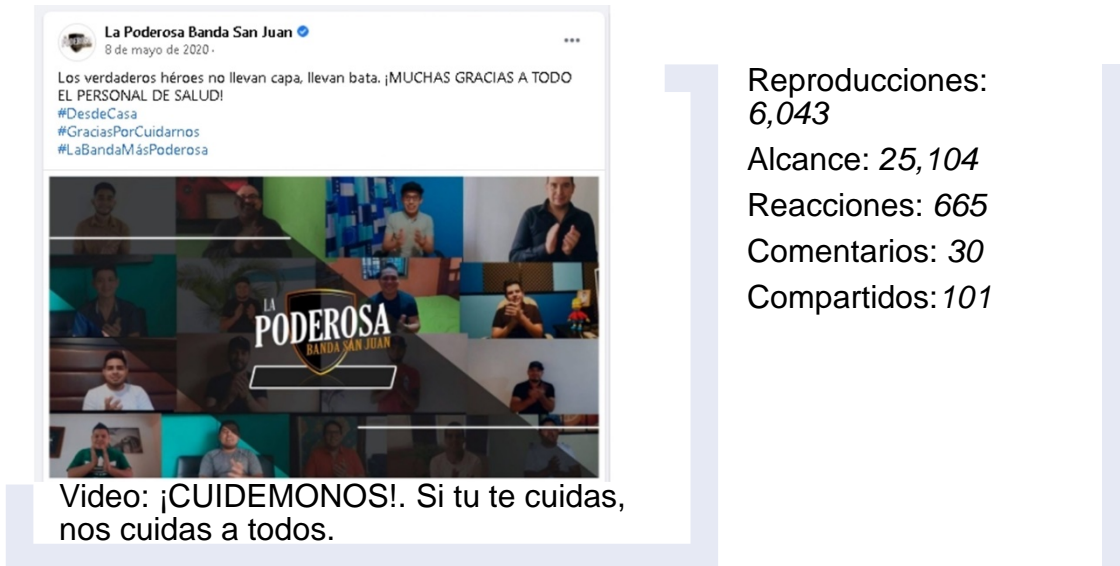 La Poderosa Banda San Juan
8 de mayo de 2020 ·
Los verdaderos héroes no llevan capa, llevan bata. ¡MUCHAS GRACIAS A TODO
EL PERSONAL DE SALUD!
#DesdeCasa
#GraciasPorCuidarnos
#LaBandaMásPoderosa
LA
PODEROSA
BANDA SAN JUAN
Video: ¡CUIDEMONOS!. Si tu te cuidas,
nos cuidas a todos.
Reproducciones:
6,043
Alcance: 25,104
Reacciones: 665
Comentarios: 30
Compartidos:101